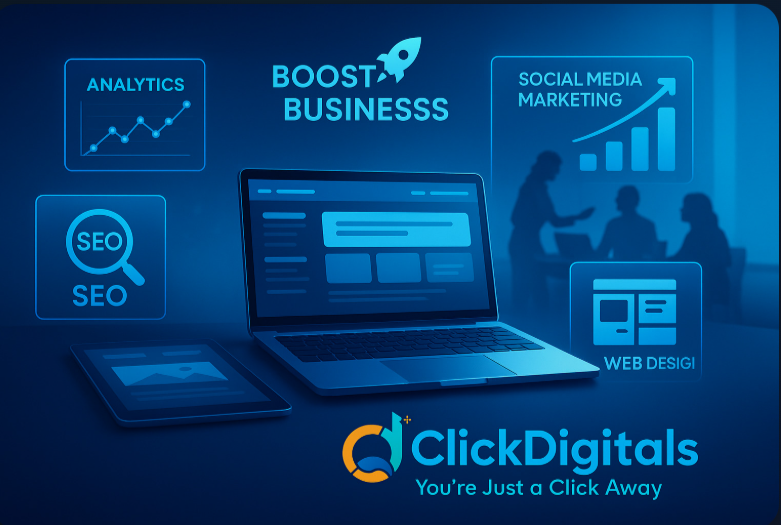 ANALYTICS
BOOST
BUSINESSS
SOCIAL MEDIA
MARKETING
SEO
SEO
WEB DESIGI
ClickDigitals
You're Just a Click Away